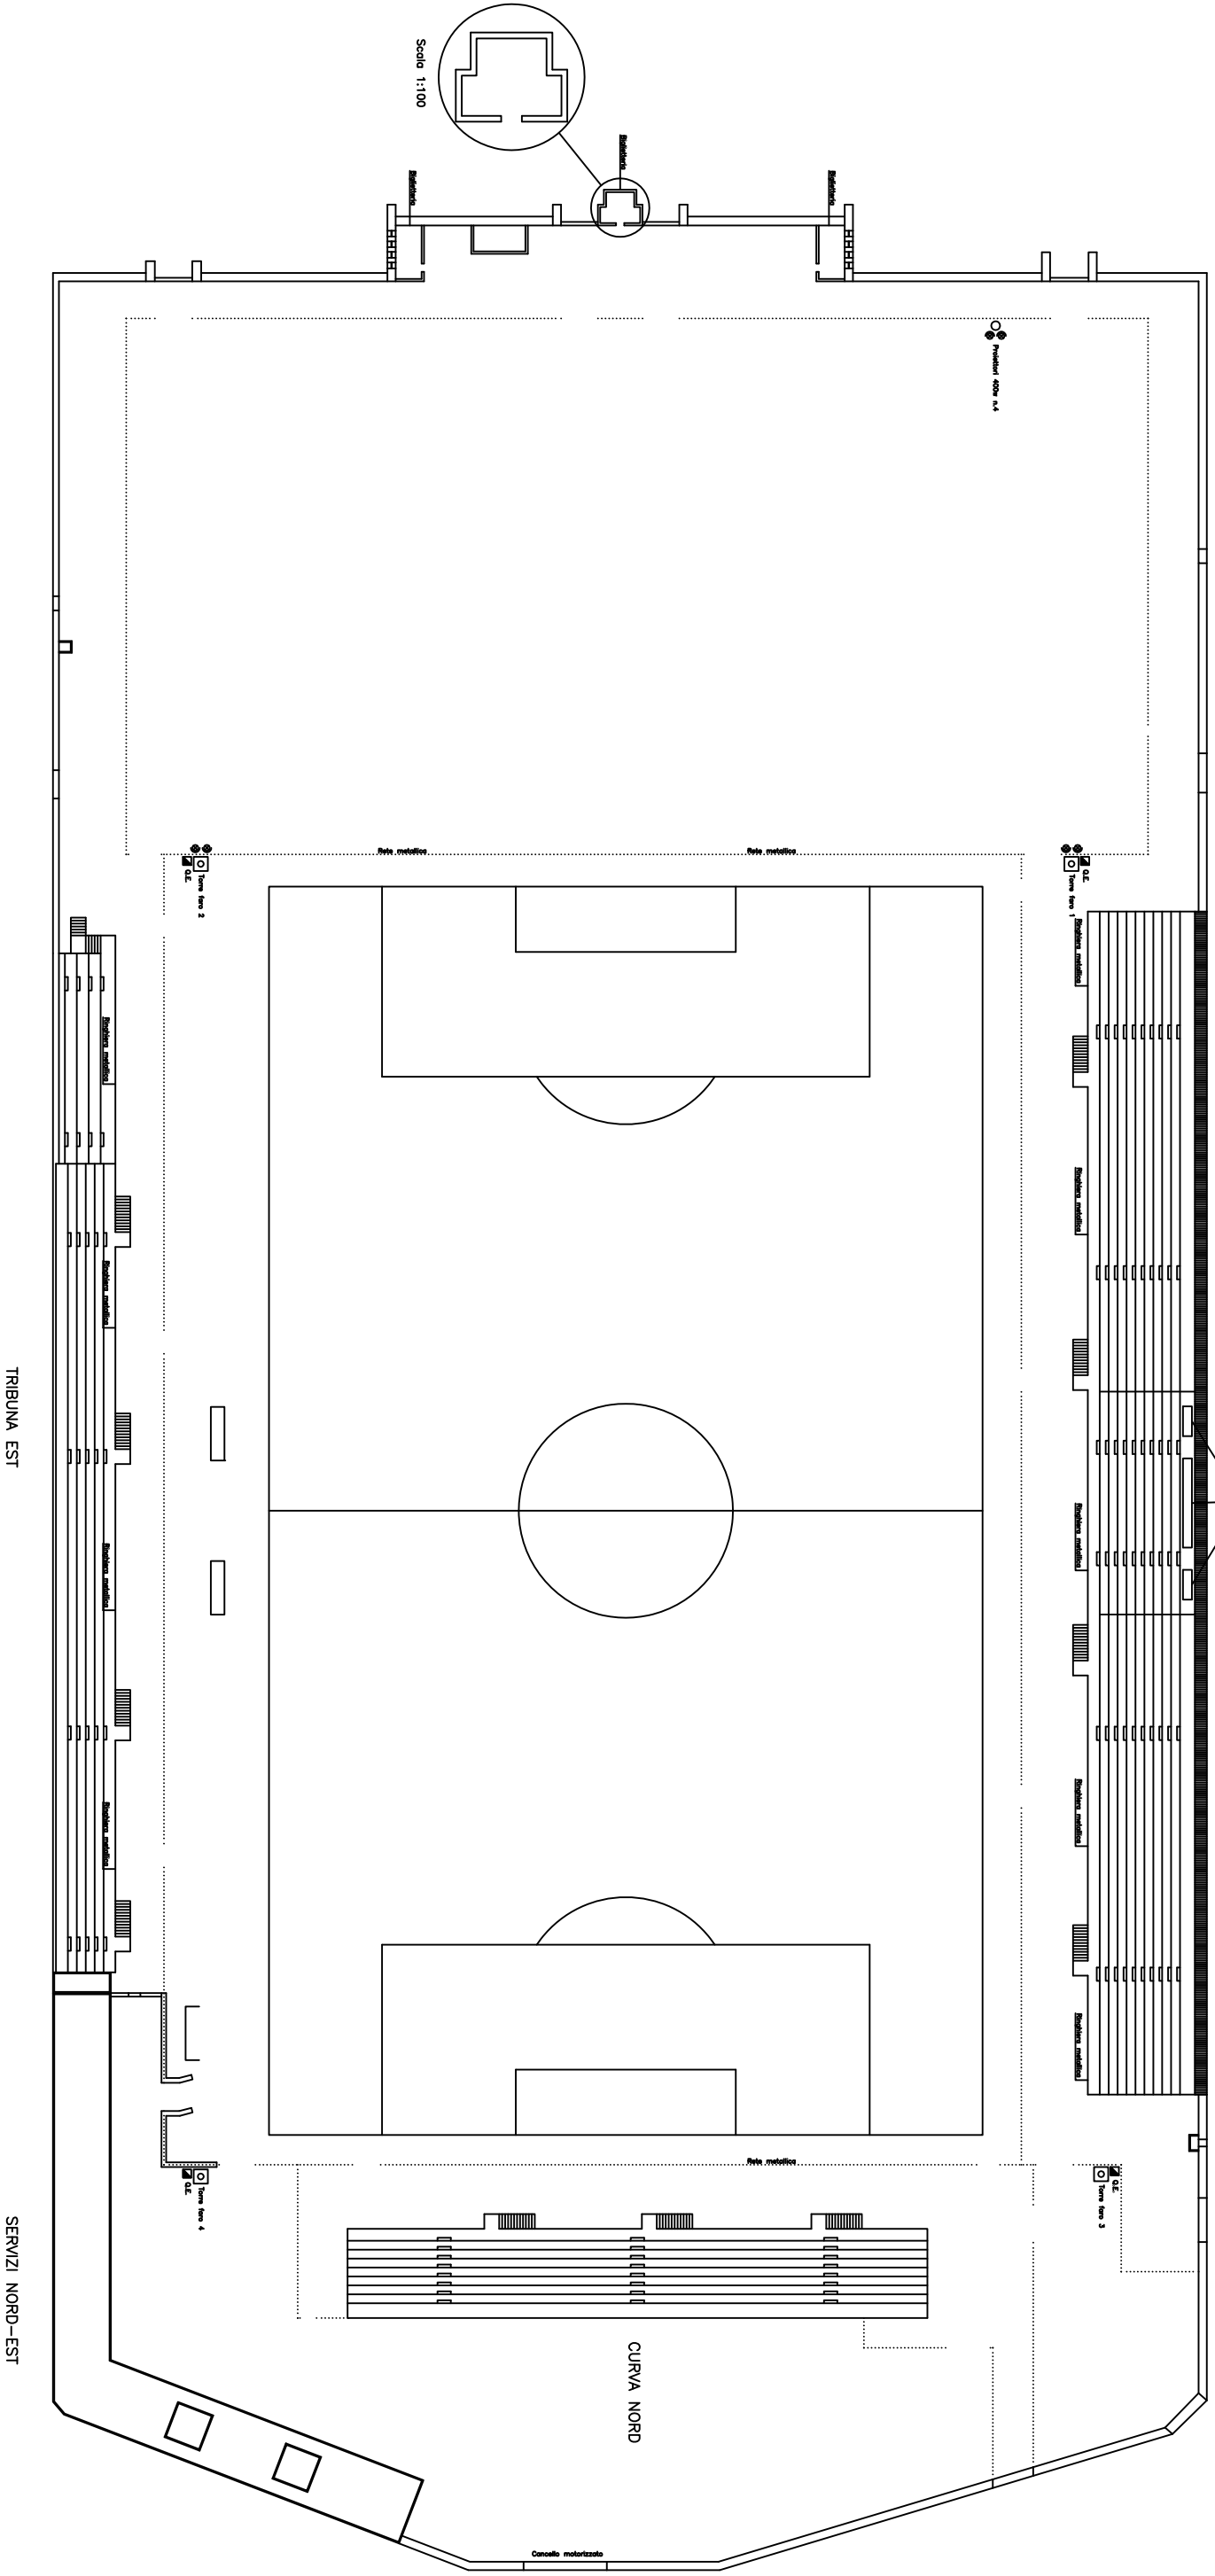 Scala 1:100
Biglietteria
Biglietteria
Biglietteria
Proiettori 400w n.4
Rete metallica
Rete metallica
Q.E.
Torre faro 2
Q.E.
Torre faro 1
Ringhiera metallica
Ringhiera metallica
Ringhiera metallica
Ringhiera metallica
TRIBUNA EST
Ringhiera metallica
Ringhiera metallica
Ringhiera metallica
Ringhiera metallica
Ringhiera metallica
Rete metallica
Q.E.
Torre faro 4
Q.E.
Torre faro 3
SERVIZI NORD-EST
CURVA NORD
Cancello motorizzato